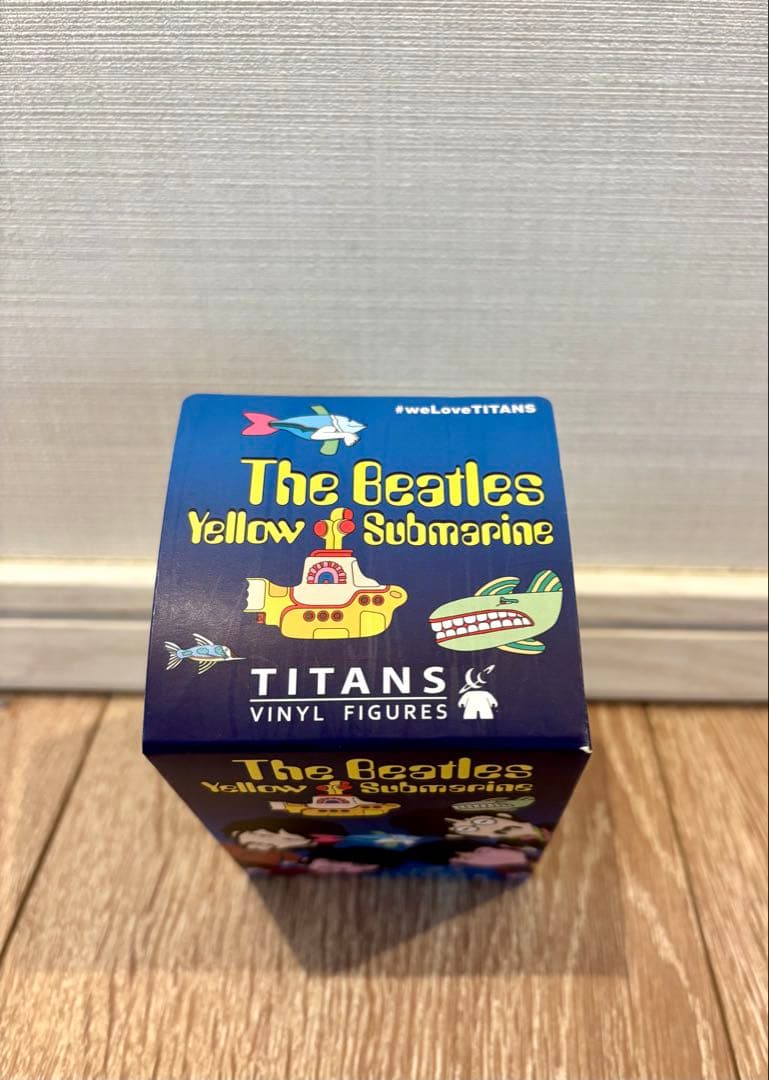 #weLoveTITANS
The Beatles
Yellow Submarine
TITANS
VINYL FIGURES
The Beatles
Yellow Submarine